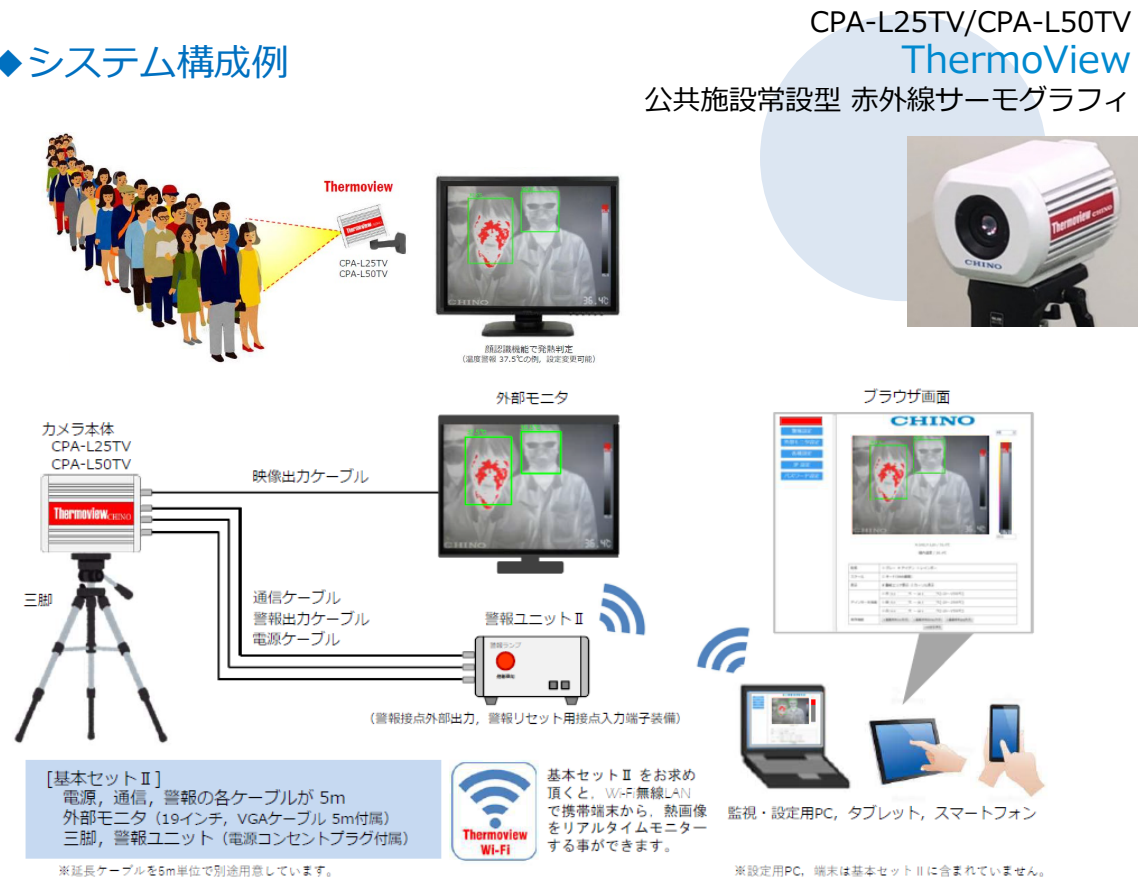 CPA-L25TV/CPA-L50TV
ThermoView
公共施設常設型 赤外線サーモグラフィ
◆システム構成例
Thermoview
CPA-L25TV
CPA-L50TV
CHINO
36.4℃
Thermoview CHINO
CHINO
顔認識機能で発熱判定
(温度警報 37.5℃の例, 設定変更可能)
カメラ本体
CPA-L25TV
CPA-L50TV
Thermoview CHINO
三脚
映像出力ケーブル
通信ケーブル
警報出力ケーブル
電源ケーブル
外部モニタ
CHINO
36.4℃
警報ユニットⅡ
警報ランプ
(警報接点外部出力, 警報リセット用接点入力端子装備)
ブラウザ画面
CHINO
CHINO
36.4℃
監視・設定用PC, タブレット, スマートフォン
[基本セットⅡ]
電源, 通信, 警報の各ケーブルが 5m
外部モニタ（19インチ, VGAケーブル 5m付属）
三脚, 警報ユニット（電源コンセントプラグ付属）
Thermoview
Wi-Fi
基本セットⅡ をお求め
頂くと, Wi-Fi無線LAN
で携帯端末から, 熱画像
をリアルタイムモニター
する事ができます。
※延長ケーブルを5m単位で別途用意しています。
※設定用PC, 端末は基本セットⅡに含まれていません。